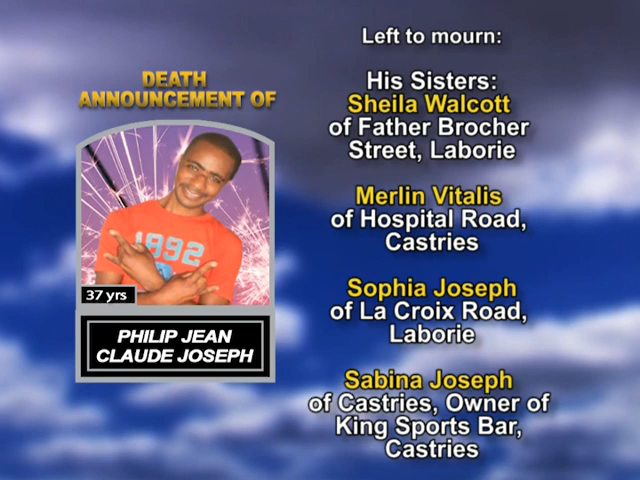 DEATH
ANNOUNCEMENT OF
1992
37 yrs
PHILIP JEAN
CLAUDE JOSEPH
Left to mourn:
His Sisters:
Sheila Walcott
of Father Brocher
Street, Laborie
Merlin Vitalis
of Hospital Road,
Castries
Sophia Joseph
of La Croix Road,
Laborie
Sabina Joseph
of Castries, Owner of
King Sports Bar,
Castries